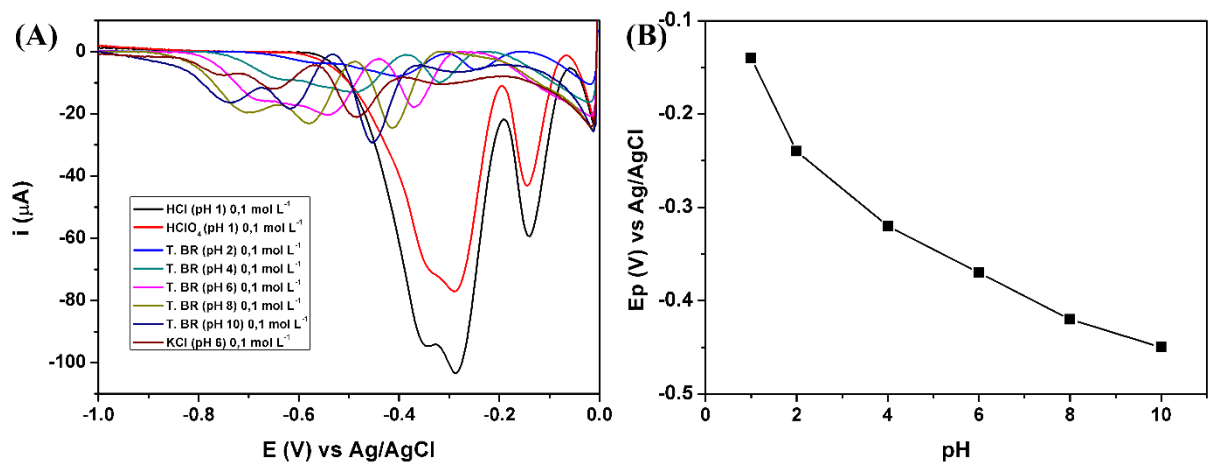 (A)
0
-20
-40
-60
-80
-100
i (μA)
HCl (pH 1) 0,1 mol L⁻¹
HClO₄ (pH 1) 0,1 mol L⁻¹
T. BR (pH 2) 0,1 mol L⁻¹
T. BR (pH 4) 0,1 mol L⁻¹
T. BR (pH 6) 0,1 mol L⁻¹
T. BR (pH 8) 0,1 mol L⁻¹
T. BR (pH 10) 0,1 mol L⁻¹
KCl (pH 6) 0,1 mol L⁻¹
-1.0 -0.8 -0.6 -0.4 -0.2 0.0
E (V) vs Ag/AgCl
(B)
-0.1
-0.2
-0.3
-0.4
-0.5
Ep (V) vs Ag/AgCl
0 2 4 6 8 10
pH